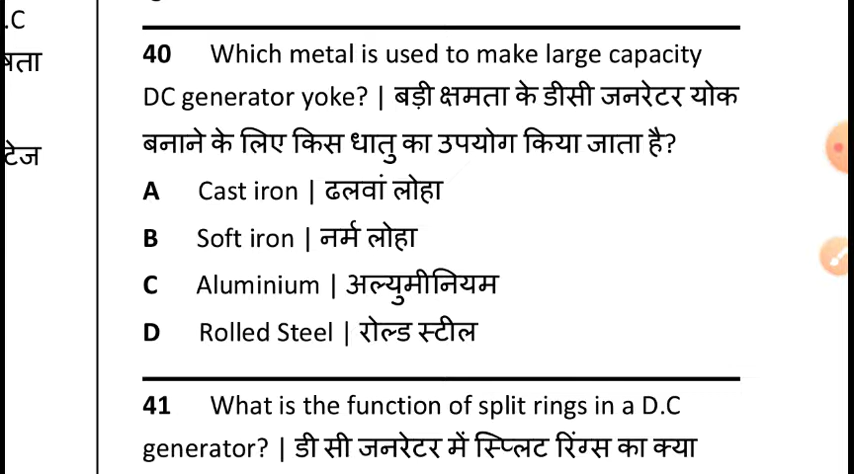 .C
षता
टेज
40 Which metal is used to make large capacity
DC generator yoke? | बड़ी क्षमता के डीसी जनरेटर योक
बनाने के लिए किस धातु का उपयोग किया जाता है?
A Cast iron | ढलवां लोहा
B Soft iron | नर्म लोहा
C Aluminium | अल्युमीनियम
D Rolled Steel | रोल्ड स्टील
41 What is the function of split rings in a D.C
generator? | डी सी जनरेटर में स्प्लिट रिंग्स का क्या